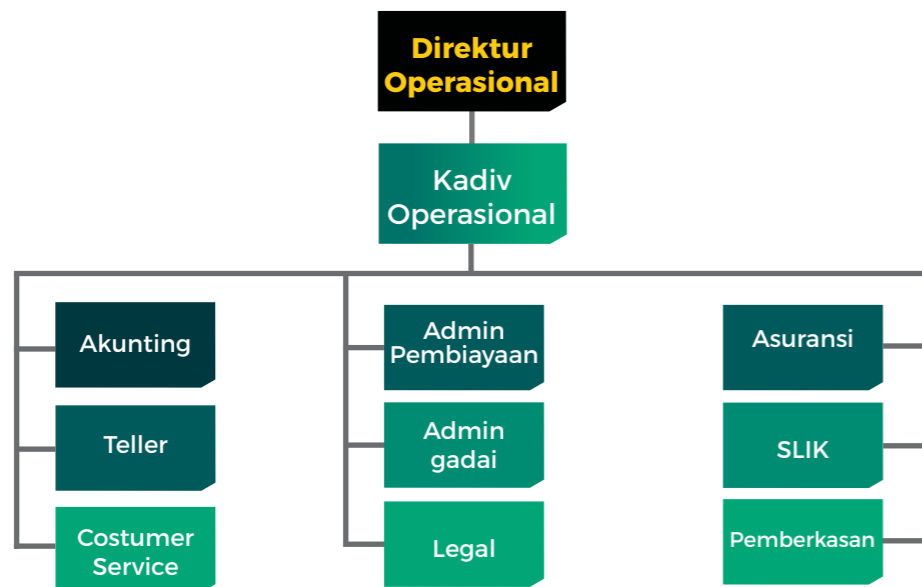 Direktur
Operasional
Kadiv
Operasional
Akunting
Teller
Costumer
Service
Admin
Pembiayaan
Admin
gadai
Legal
Asuransi
SLIK
Pemberkasan